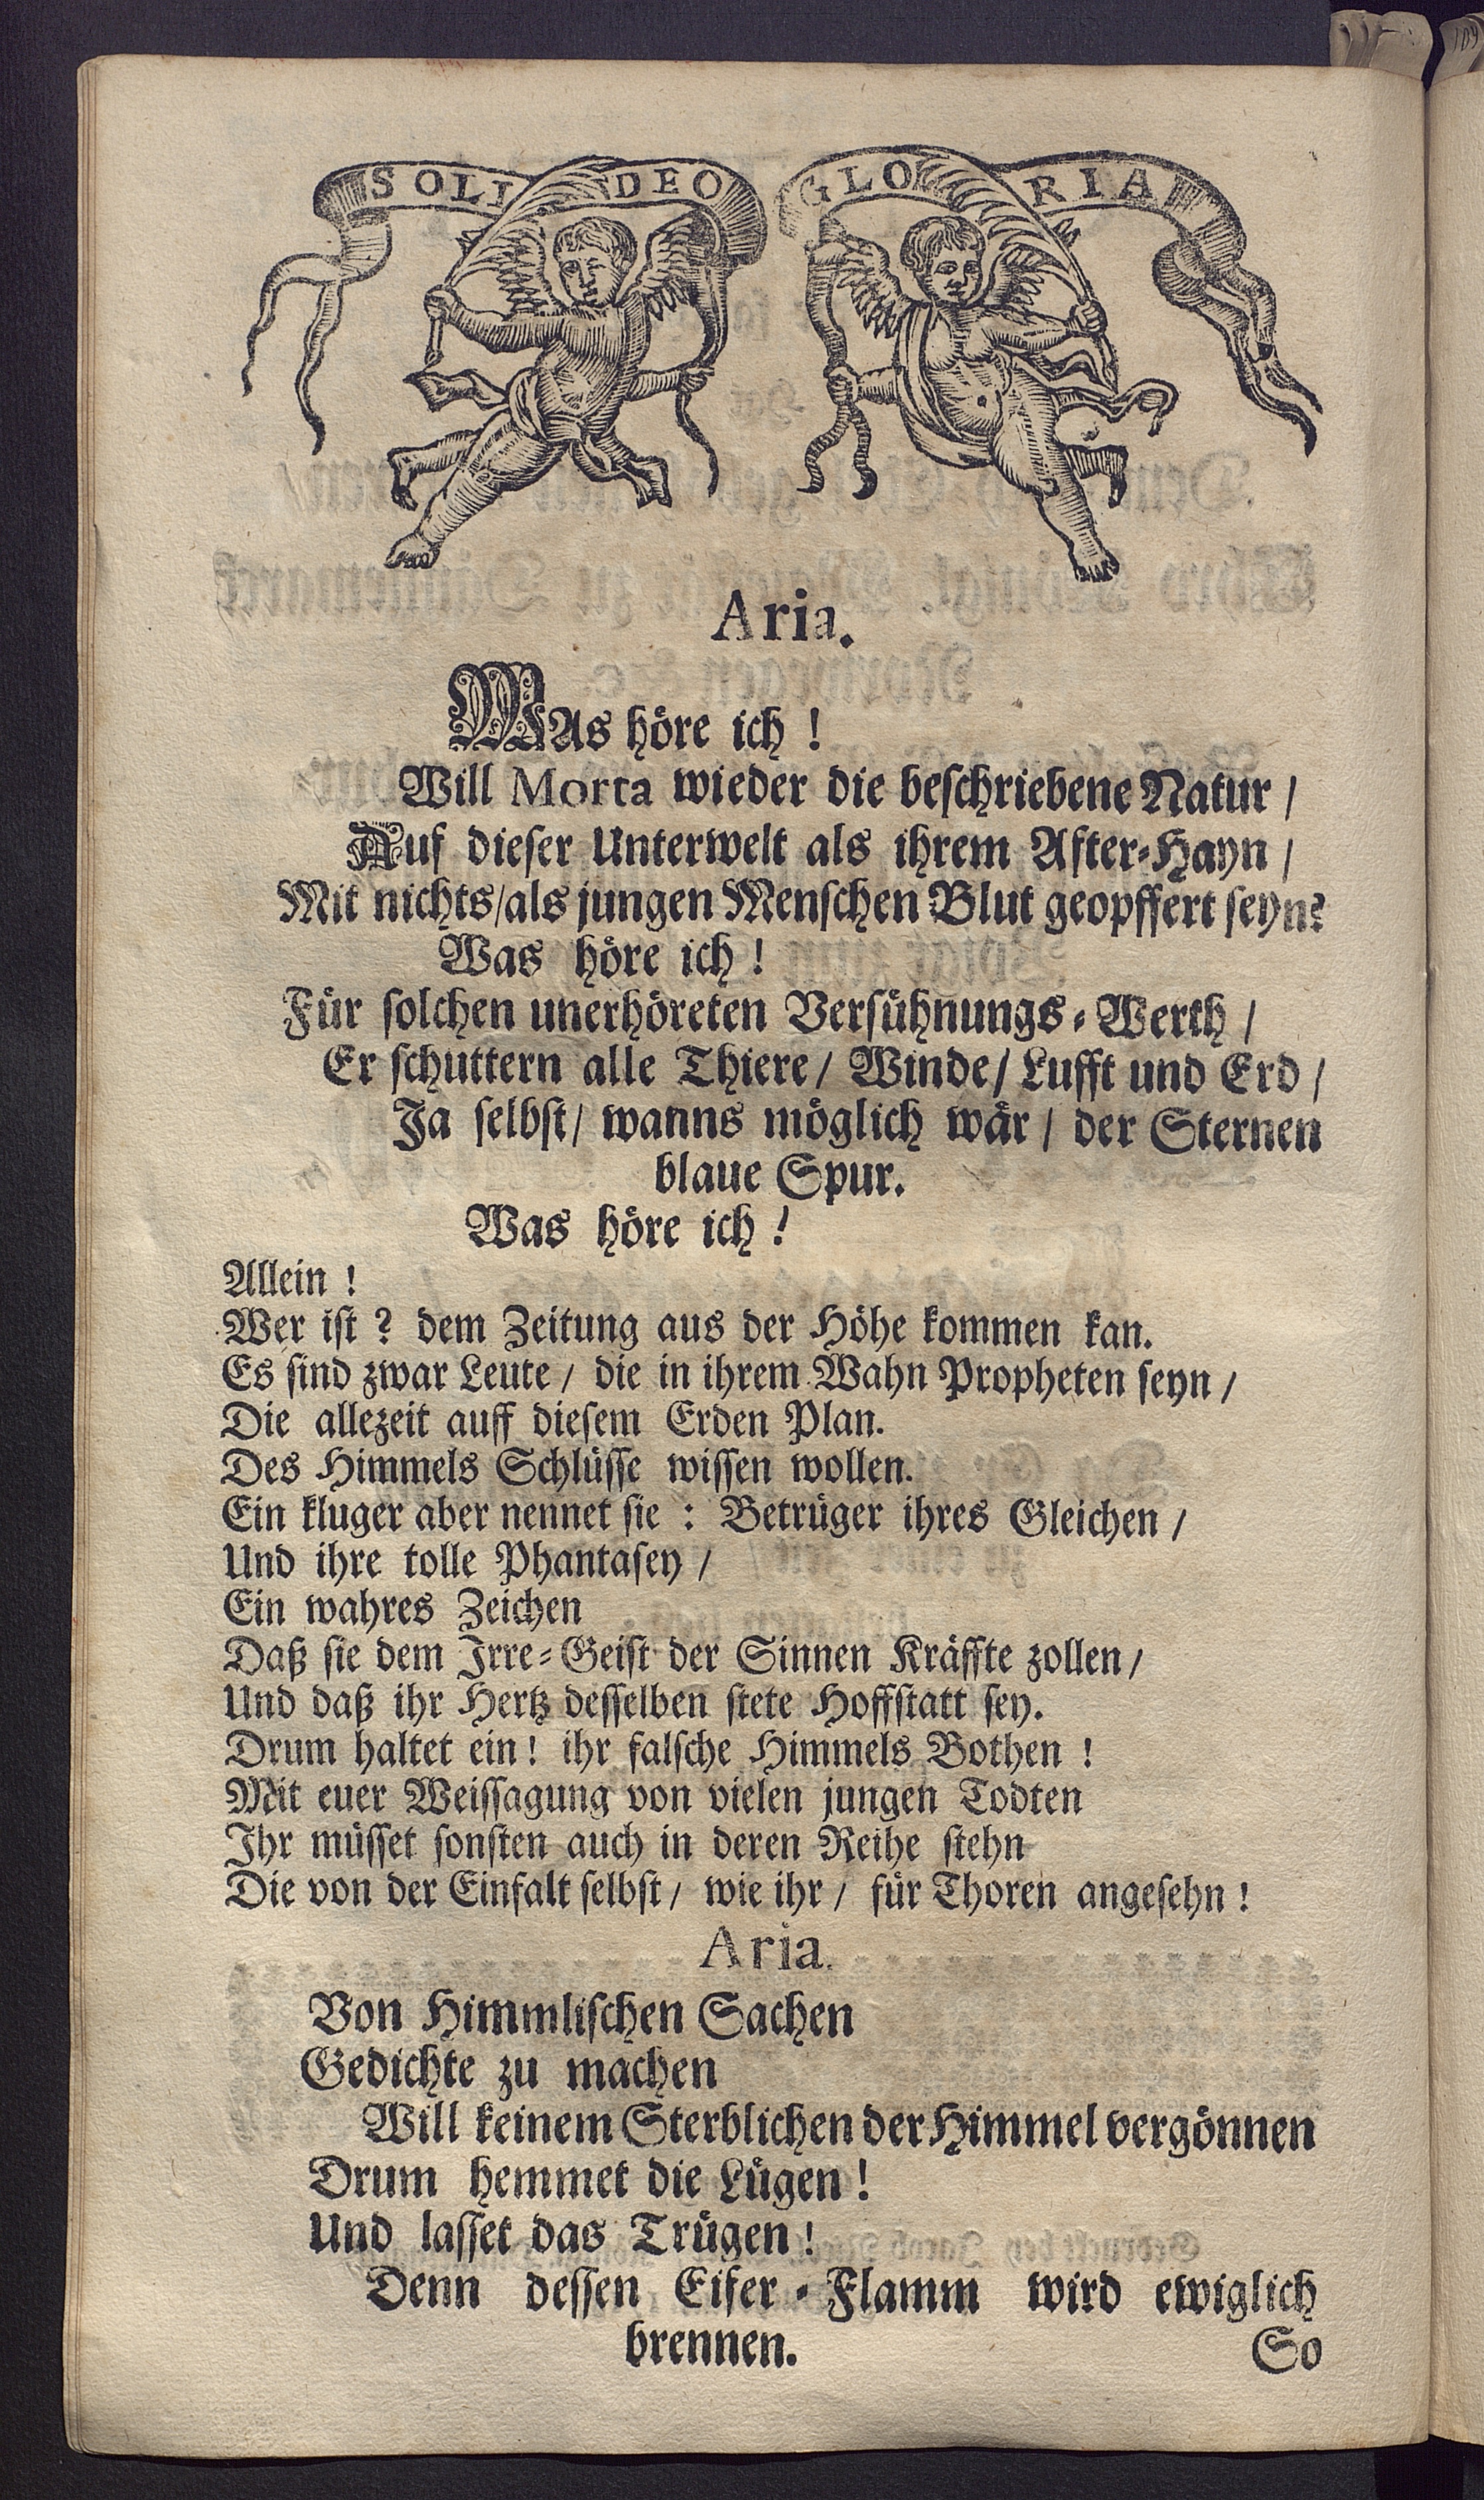 SOLI DEO GLORIA
Aria.
WAs höre ich !
Will Morta wieder die beſchriebene Natur /
Auf dieſer Unterwelt als ihrem After-Hayn /
Mit nichts/als jungen Menſchen Blut geopffert ſeyn?
Was höre ich !
Für ſolchen unerhöreten Verſühnungs-Werth /
Er ſchuttern alle Thiere/ Winde/ Lufft und Erd /
Ja ſelbſt/ wanns möglich wär / der Sternen
blaue Spur.
Was höre ich !
Allein !
Wer iſt ? dem Zeitung aus der Höhe kommen kan.
Es ſind zwar Leute / die in ihrem Wahn Propheten ſeyn /
Die allezeit auff dieſem Erden Plan.
Des Himmels Schlüſſe wiſſen wollen.
Ein kluger aber nennet ſie : Betrüger ihres Gleichen /
Und ihre tolle Phantaſey /
Ein wahres Zeichen
Daß ſie dem Irre-Geiſt der Sinnen Kräffte zollen/
Und daß ihr Hertz deſſelben ſtete Hoffſtatt ſey.
Drum haltet ein! ihr falſche Himmels Bothen !
Mit euer Weiſſagung von vielen jungen Todten
Ihr müſſet ſonſten auch in deren Reihe ſtehn
Die von der Einfalt ſelbſt/ wie ihr / für Thoren angeſehn !
Aria.
Von Himmliſchen Sachen
Gedichte zu machen
Will keinem Sterblichen der Himmel vergönnen
Drum hemmet die Lügen !
Und laſſet das Trügen !
Denn deſſen Eifer-Flamm wird ewiglich
brennen.
So